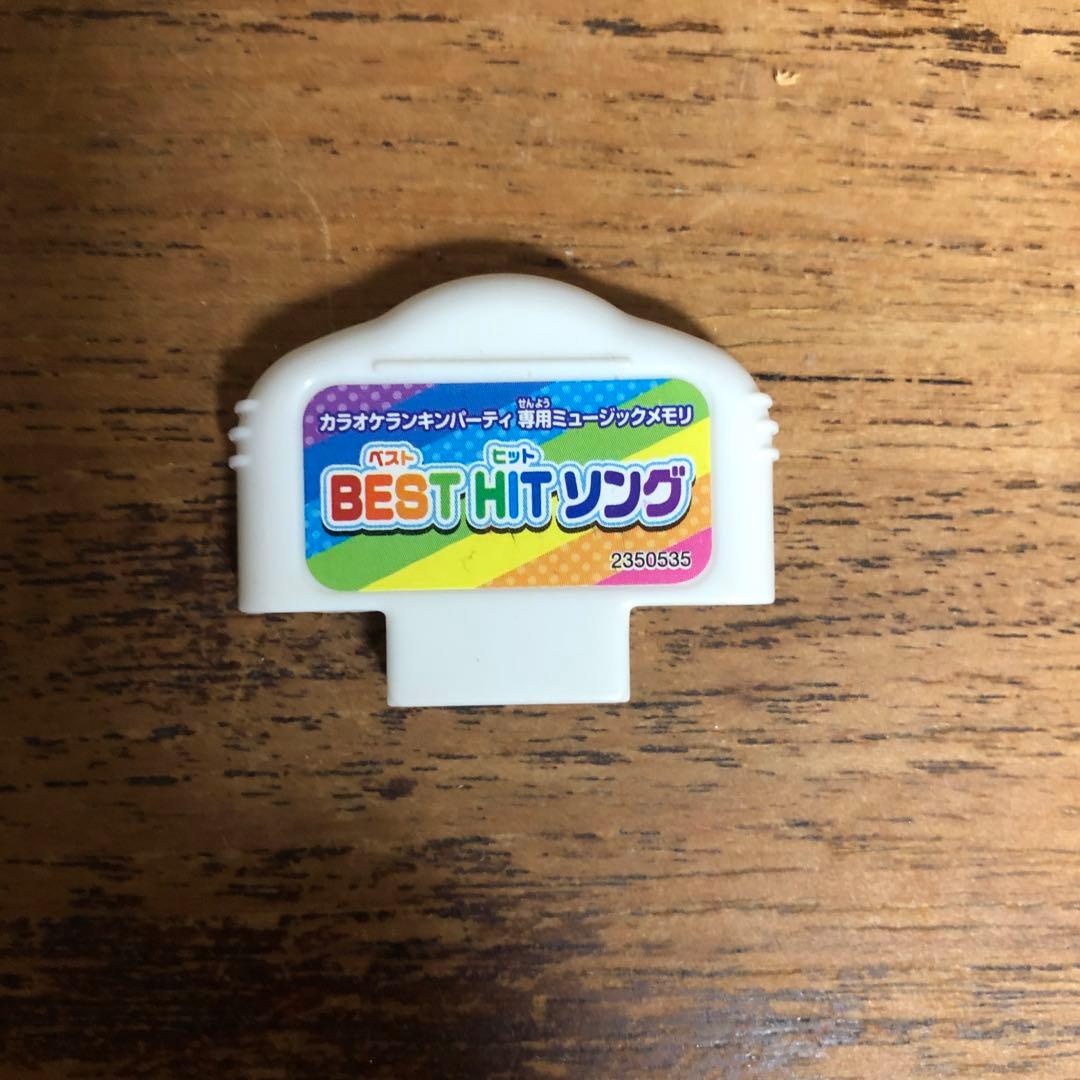 せんよう
カラオケランキンパーティ 専用ミュージックメモリ
ベスト ヒット
BEST HIT ソング
2350535